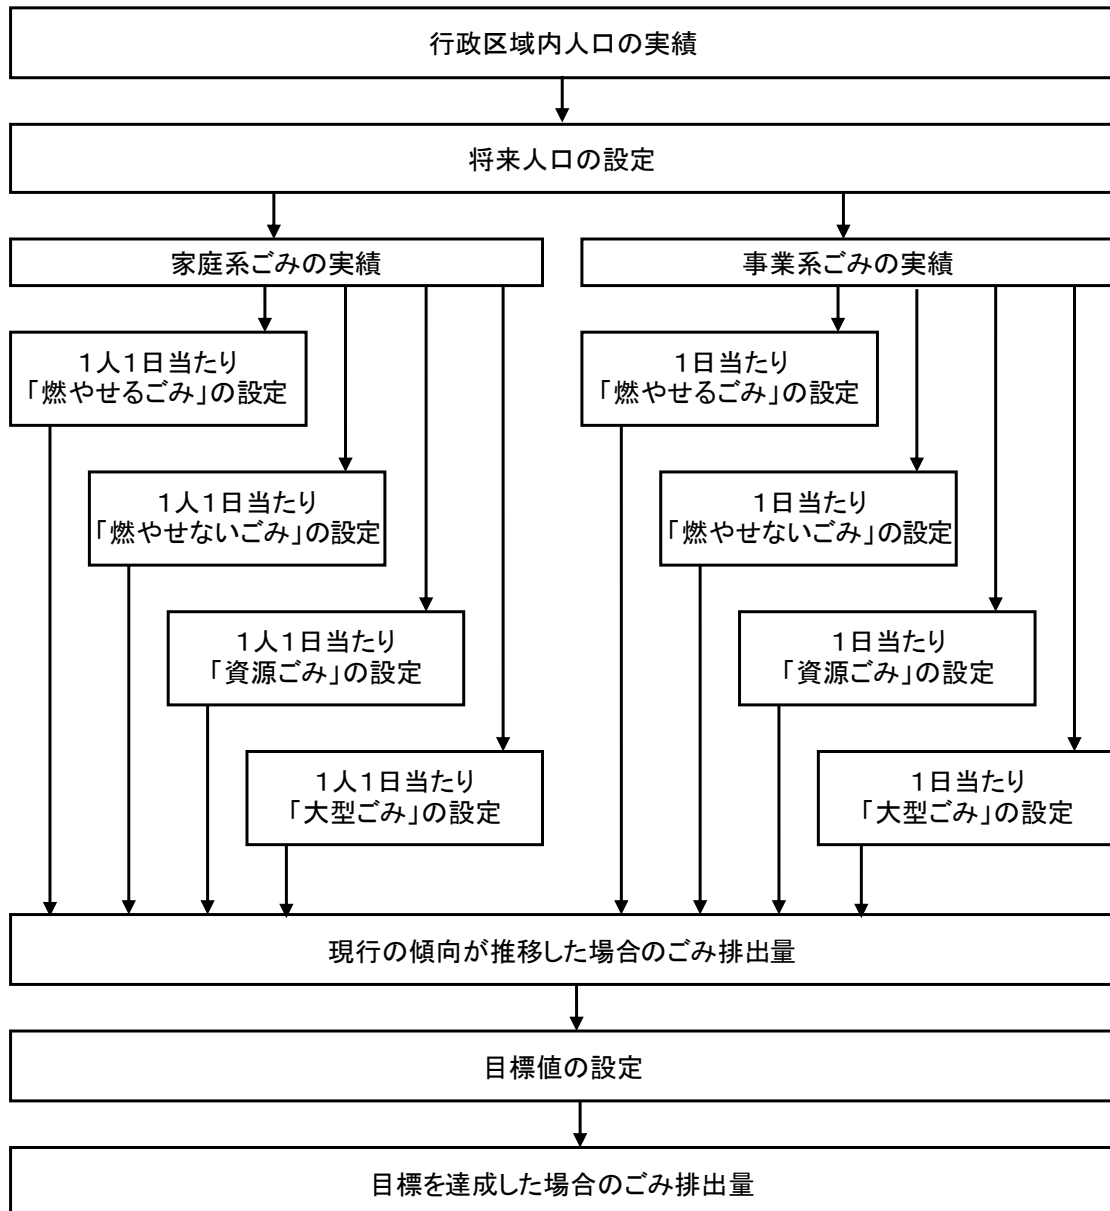 行政区域内人口の実績
将来人口の設定
家庭系ごみの実績
事業系ごみの実績
1人1日当たり
「燃やせるごみ」の設定
1日当たり
「燃やせるごみ」の設定
1人1日当たり
「燃やせないごみ」の設定
1日当たり
「燃やせないごみ」の設定
1人1日当たり
「資源ごみ」の設定
1日当たり
「資源ごみ」の設定
1人1日当たり
「大型ごみ」の設定
1日当たり
「大型ごみ」の設定
現行の傾向が推移した場合のごみ排出量
目標値の設定
目標を達成した場合のごみ排出量